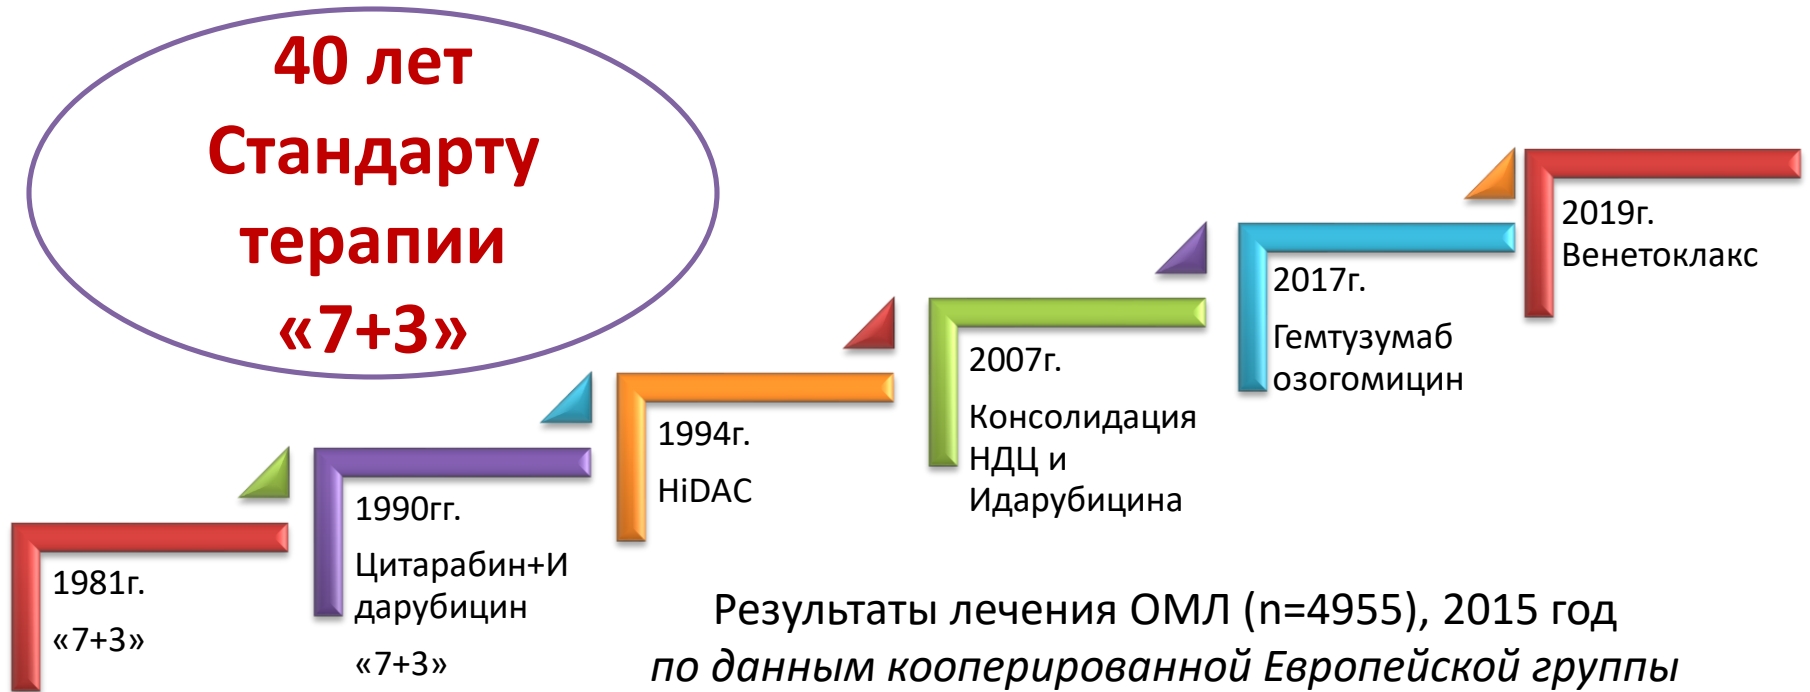 40 лет
Стандарту
терапии
«7+3»
1981г.
«7+3»
1990гг.
Цитарабин+И
дарубицин
«7+3»
1994г.
HiDAC
2007г.
Консолидация
НДЦ и
Идарубицина
2017г.
Гемтузумаб
озогомицин
2019г.
Венетоклакс
Результаты лечения ОМЛ (n=4955), 2015 год
по данным кооперированной Европейской группы